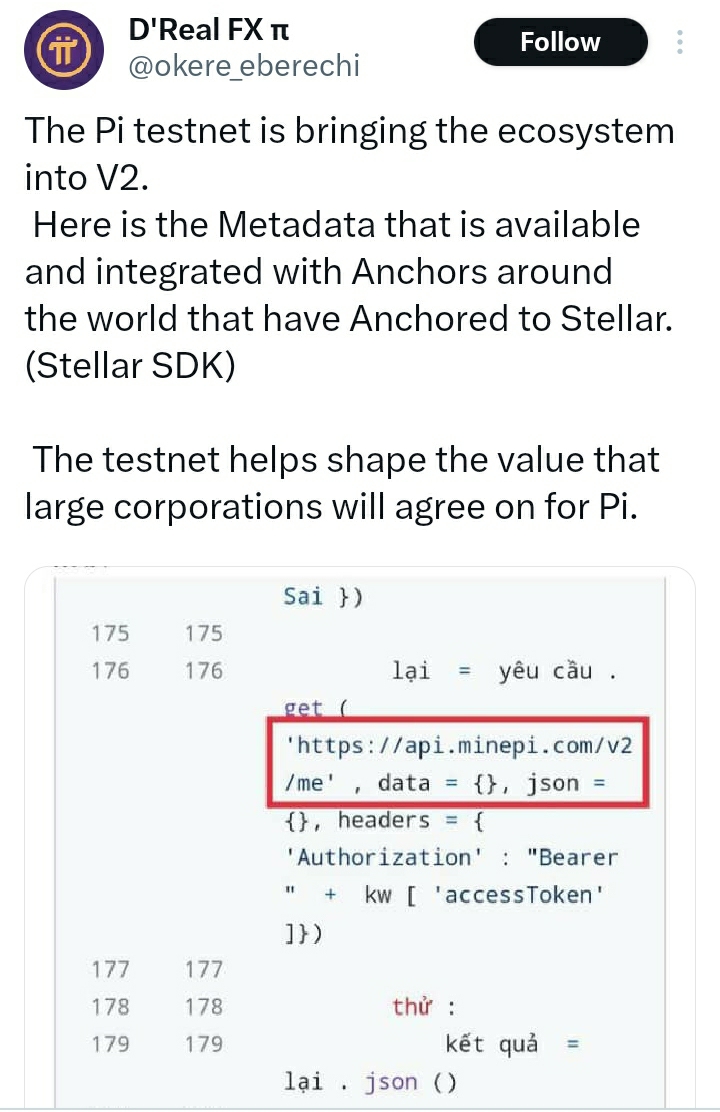 D'Real FX π
@okere_eberechi
Follow
The Pi testnet is bringing the ecosystem
into V2.
Here is the Metadata that is available
and integrated with Anchors around
the world that have Anchored to Stellar.
(Stellar SDK)
The testnet helps shape the value that
large corporations will agree on for Pi.
Sai })
175 175
176 176 lại = yêu cầu .
get (
'https://api.minepi.com/v2
/me' , data = {}, json =
{}, headers = {
'Authorization' : "Bearer
" + kw [ 'accessToken'
]})
177 177
178 178 thử :
179 179 kết quả =
lại . json ()